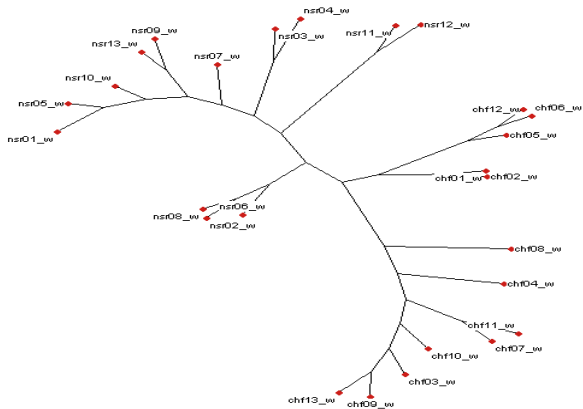 nsr04_w
nsr09_w
nsr03_w
nsr11_w
nsr12_w
nsr13_w
nsr07_w
nsr10_w
nsr05_w
chf12_w
chf06_w
nsr01_w
chf05_w
chf01_w
chf02_w
nsr06_w
nsr08_w
nsr02_w
chf08_w
chf04_w
chf11_w
chf07_w
chf10_w
chf03_w
chf13_w
chf09_w